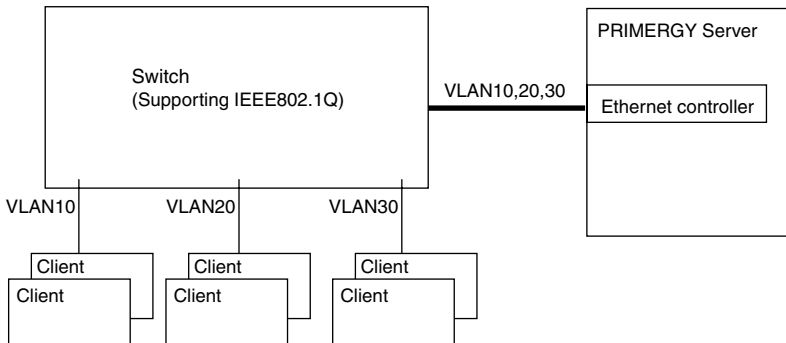 PRIMERGY Server
Switch
(Supporting IEEE802.1Q)
VLAN10,20,30
Ethernet controller
VLAN10
VLAN20
VLAN30
Client
Client
Client
Client
Client
Client